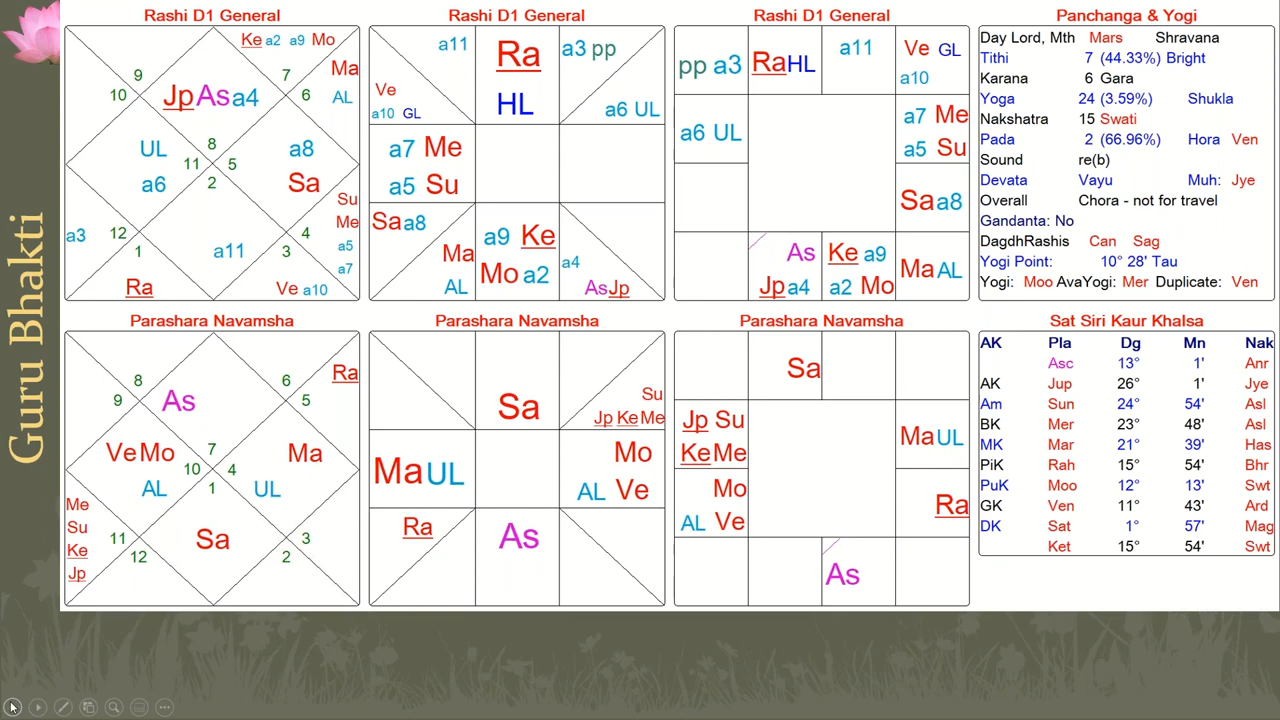 Guru Bhakti
Rashi D1 General
Ke a2 a9 Mo
9
7
Ma
10
Jp As a4
6
AL
UL
8
a8
11
5
a6
2
Sa
Su
Me
a3
12
4
a5
1
a11
3
a7
Ra
Ve a10
Rashi D1 General
a11
Ra
a3 pp
Ve
a10 GL
HL
a6 UL
a7 Me
a5 Su
Sa a8
a9 Ke
Ma
Mo a2
a4
AL
As Jp
Rashi D1 General
pp a3
Ra HL
a11
Ve GL
a10
a6 UL
a7 Me
a5 Su
Sa a8
As
Ke a9
Ma AL
Jp a4
a2 Mo
Panchanga & Yogi
Day Lord, Mth Mars Shravana
Tithi 7 (44.33%) Bright
Karana 6 Gara
Yoga 24 (3.59%) Shukla
Nakshatra 15 Swati
Pada 2 (66.96%) Hora Ven
Sound re(b)
Devata Vayu Muh: Jye
Overall Chora - not for travel
Gandanta: No
DagdhRashis Can Sag
Yogi Point: 10° 28' Tau
Yogi: Moo AvaYogi: Mer Duplicate: Ven
Parashara Navamsha
8
6
Ra
9
As
5
Ve Mo
7
Ma
10
4
AL
1
UL
Me
Su
11
Sa
3
Ke
12
2
Jp
Parashara Navamsha
Sa
Su
Jp Ke Me
Ma UL
Mo
AL Ve
Ra
As
Parashara Navamsha
Sa
Jp Su
Ke Me
Ma UL
Mo
AL Ve
Ra
As
Sat Siri Kaur Khalsa
AK Pla Dg Mn Nak
Asc 13° 1' Anr
AK Jup 26° 1' Jye
Am Sun 24° 54' Asl
BK Mer 23° 48' Asl
MK Mar 21° 39' Has
PiK Rah 15° 54' Bhr
PuK Moo 12° 13' Swt
GK Ven 11° 43' Ard
DK Sat 1° 57' Mag
Ket 15° 54' Swt